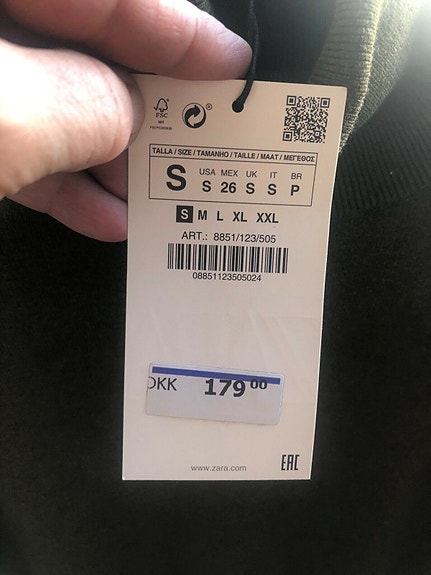 FSC
TALLA / SIZE / TAMANHO / TAILLE / MAAT / ΜΕΓΕΘΟΣ
S
USA MEX UK IT BR
S 26 S S P
S M L XL XXL
ART.: 8851/123/505
08851123505024
DKK 179 00
www.zara.com
EAC